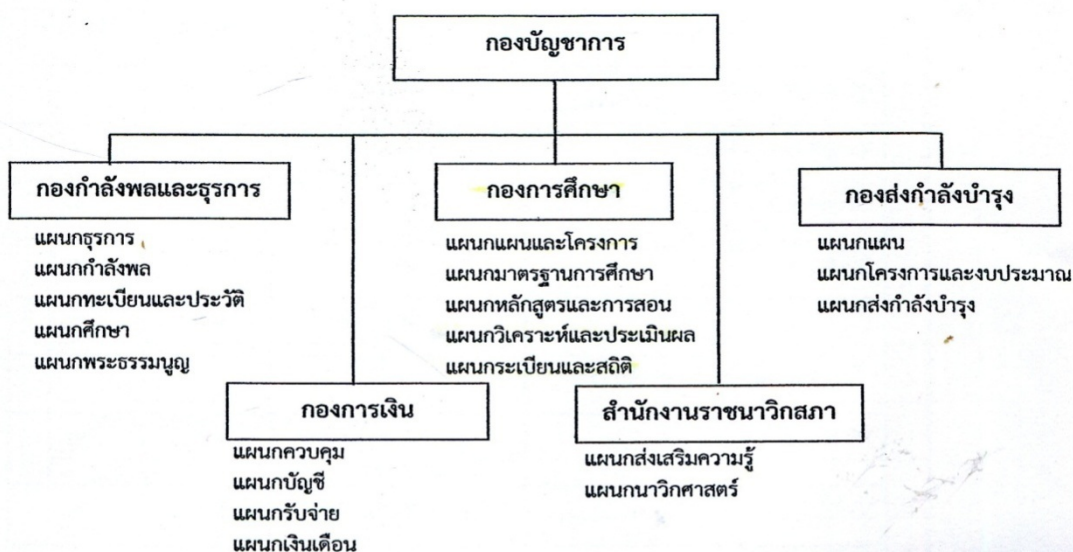 กองบัญชาการ
กองกำลังพลและธุรการ
แผนกธุรการ
แผนกกำลังพล
แผนกทะเบียนและประวัติ
แผนกศึกษา
แผนกพระธรรมนูญ
กองการศึกษา
แผนกแผนและโครงการ
แผนกมาตรฐานการศึกษา
แผนกหลักสูตรและการสอน
แผนกวิเคราะห์และประเมินผล
แผนกระเบียนและสถิติ
กองส่งกำลังบำรุง
แผนกแผน
แผนกโครงการและงบประมาณ
แผนกส่งกำลังบำรุง
กองการเงิน
แผนกควบคุม
แผนกบัญชี
แผนกรับจ่าย
แผนกเงินเดือน
สำนักงานราชนาวิกสภา
แผนกส่งเสริมความรู้
แผนกนาวิกศาสตร์